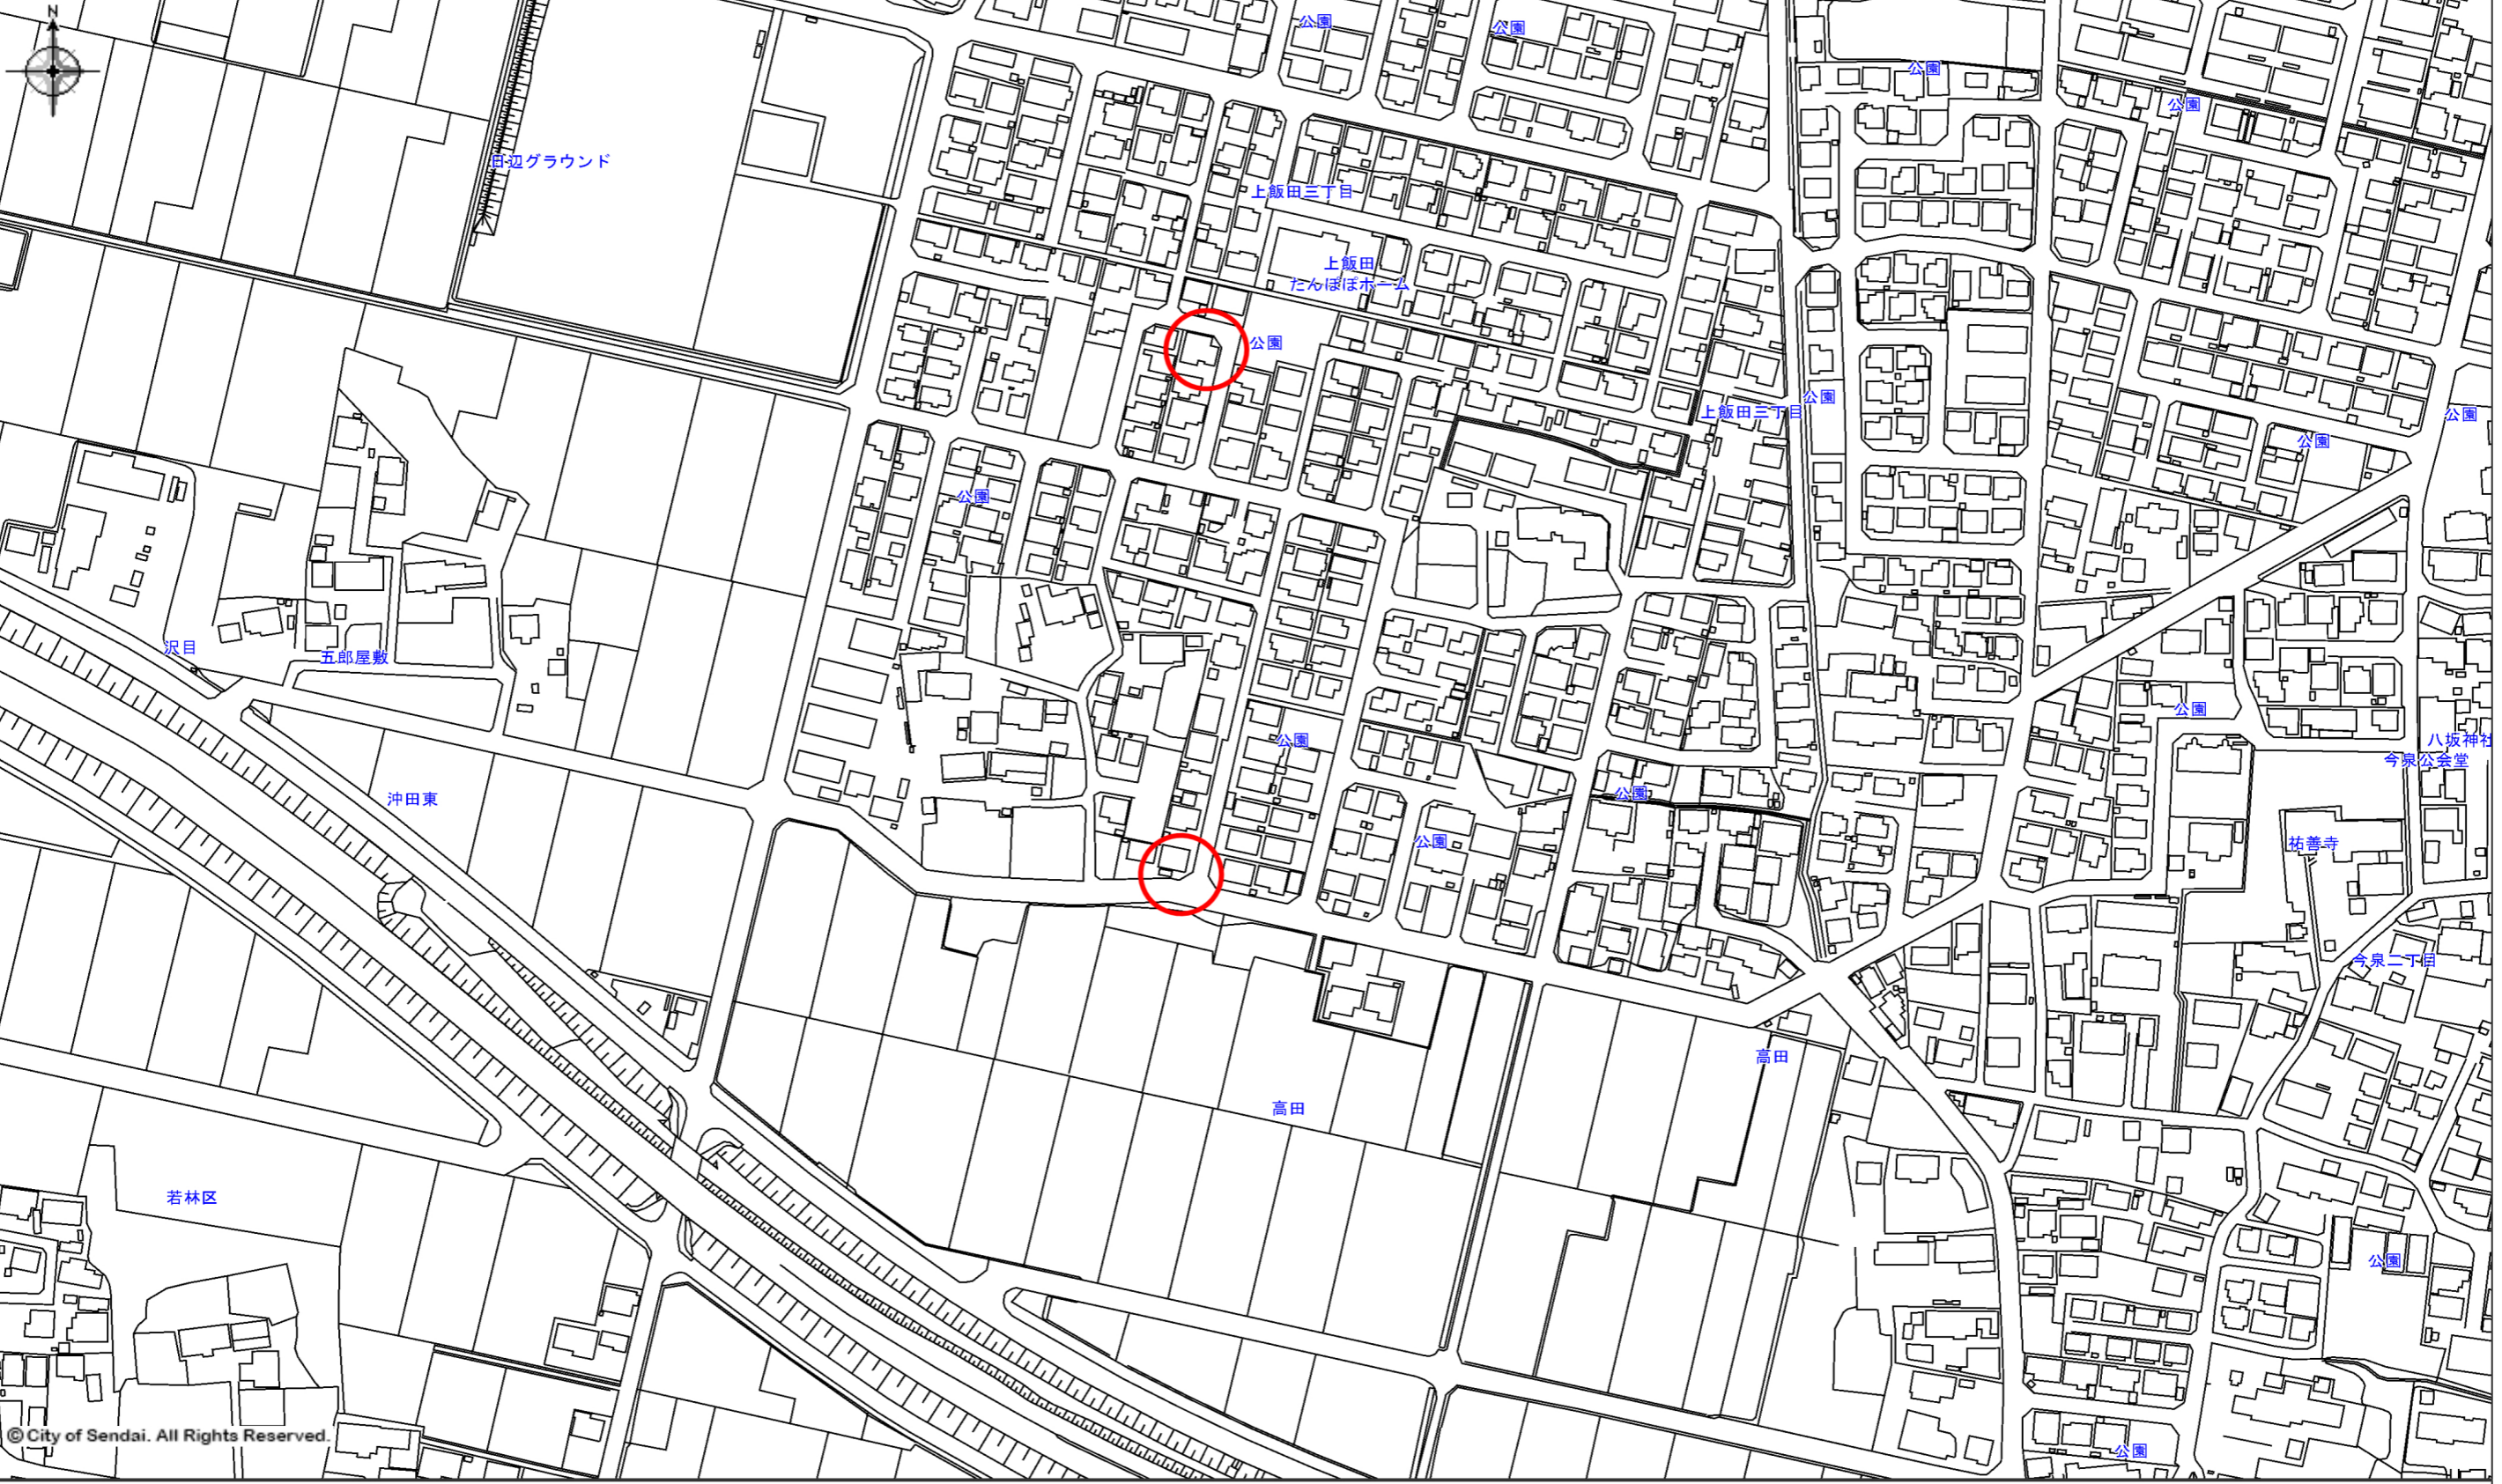 N
公園
公園
公園
公園
日辺グラウンド
上飯田三丁目
上飯田
たんぽぽホーム
公園
公園
上飯田三丁目
公園
公園
公園
沢目
五郎屋敷
公園
公園
八坂神社
今泉公会堂
沖田東
公園
公園
祐善寺
今泉二丁目
高田
高田
若林区
公園
公園
© City of Sendai. All Rights Reserved.